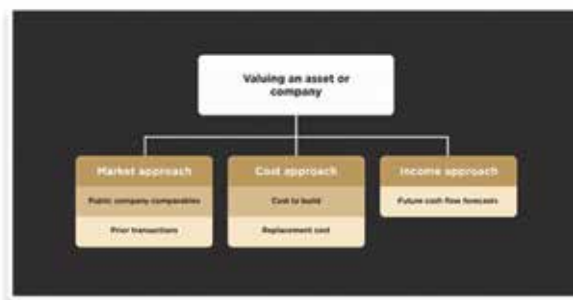 Valuing an asset or
company
Market approach
Public company comparables
Prior transactions
Cost approach
Cost to build
Replacement cost
Income approach
Future cash flow forecasts